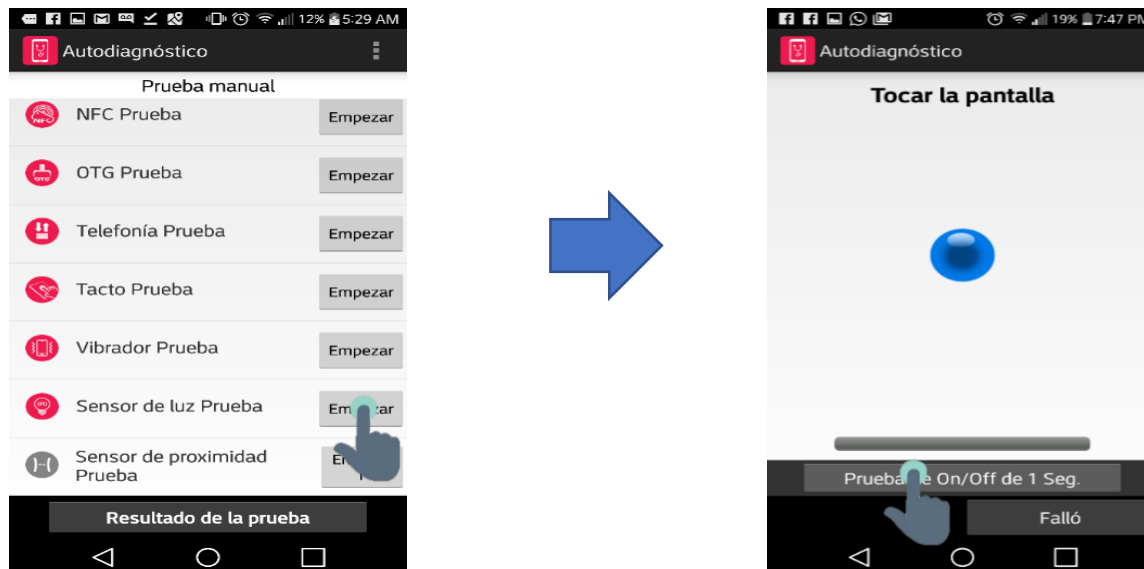 12% 5:29 AM
Autodiagnóstico
Prueba manual
NFC Prueba
Empezar
OTG Prueba
Empezar
Telefonía Prueba
Empezar
Tacto Prueba
Empezar
Vibrador Prueba
Empezar
Sensor de luz Prueba
Sensor de proximidad
Prueba
Resultado de la prueba
19% 7:47 PM
Autodiagnóstico
Tocar la pantalla
On/Off de 1 Seg.
Falló